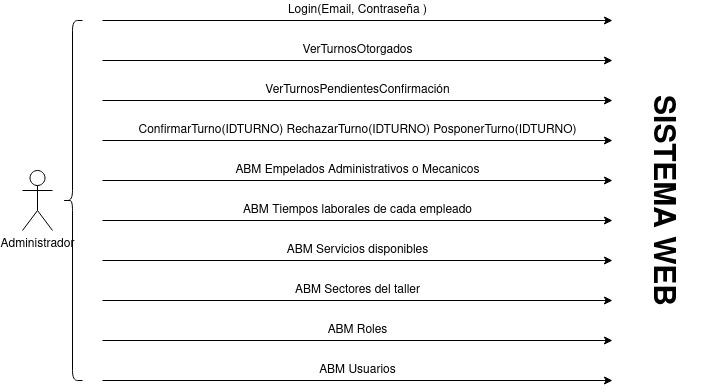 Login(Email, Contraseña )
VerTurnosOtorgados
VerTurnosPendientesConfirmación
ConfirmarTurno(IDTURNO) RechazarTurno(IDTURNO) PosponerTurno(IDTURNO)
ABM Empelados Administrativos o Mecanicos
ABM Tiempos laborales de cada empleado
ABM Servicios disponibles
ABM Sectores del taller
ABM Roles
ABM Usuarios
Administrador
SISTEMA WEB